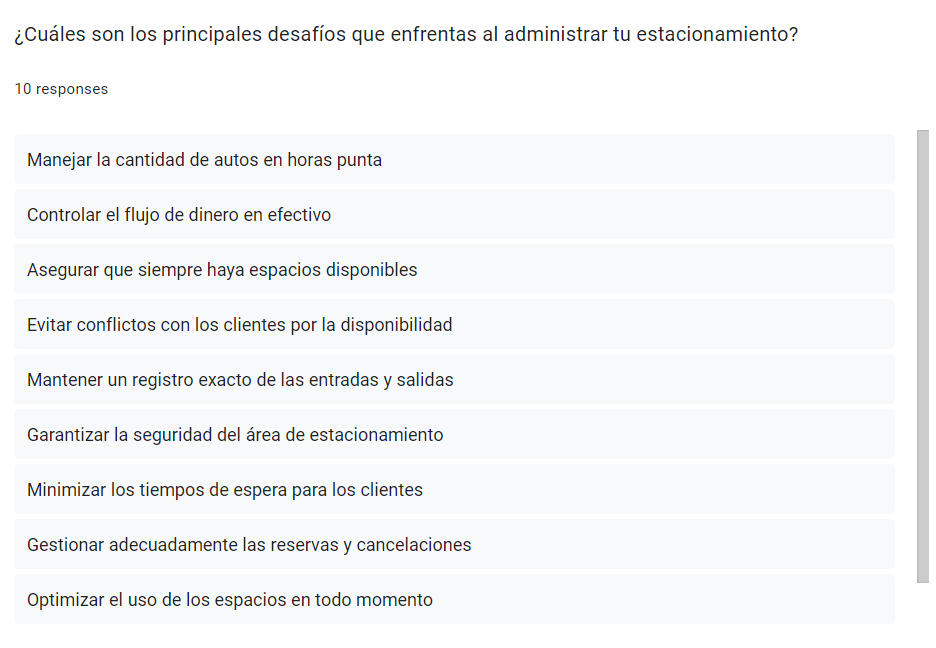 ¿Cuáles son los principales desafíos que enfrentas al administrar tu estacionamiento?
10 responses
Manejar la cantidad de autos en horas punta
Controlar el flujo de dinero en efectivo
Asegurar que siempre haya espacios disponibles
Evitar conflictos con los clientes por la disponibilidad
Mantener un registro exacto de las entradas y salidas
Garantizar la seguridad del área de estacionamiento
Minimizar los tiempos de espera para los clientes
Gestionar adecuadamente las reservas y cancelaciones
Optimizar el uso de los espacios en todo momento